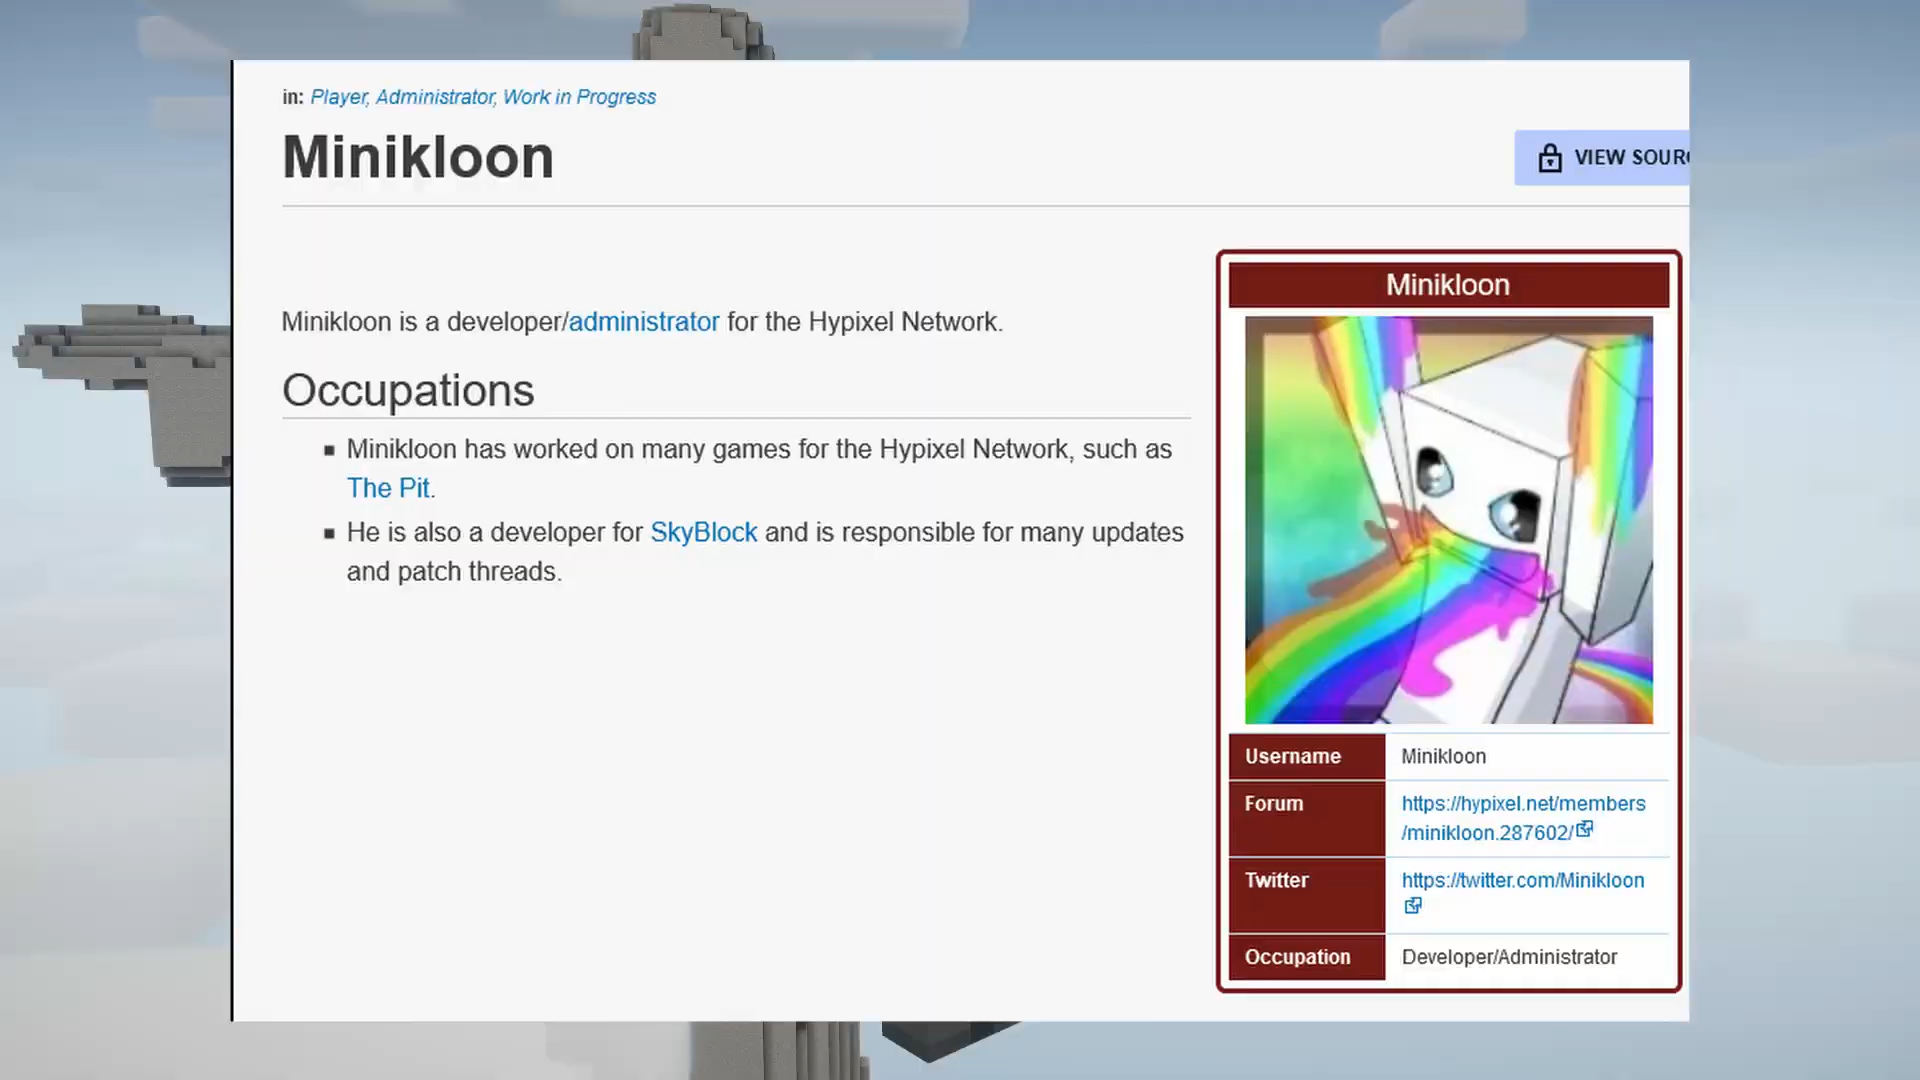 in: Player, Administrator, Work in Progress
Minikloon
VIEW SOUR
Minikloon is a developer/administrator for the Hypixel Network.
Occupations
Minikloon has worked on many games for the Hypixel Network, such as
The Pit.
He is also a developer for SkyBlock and is responsible for many updates
and patch threads.
Minikloon
Username Minikloon
Forum https://hypixel.net/members
/minikloon.287602/
Twitter https://twitter.com/Minikloon
Occupation Developer/Administrator